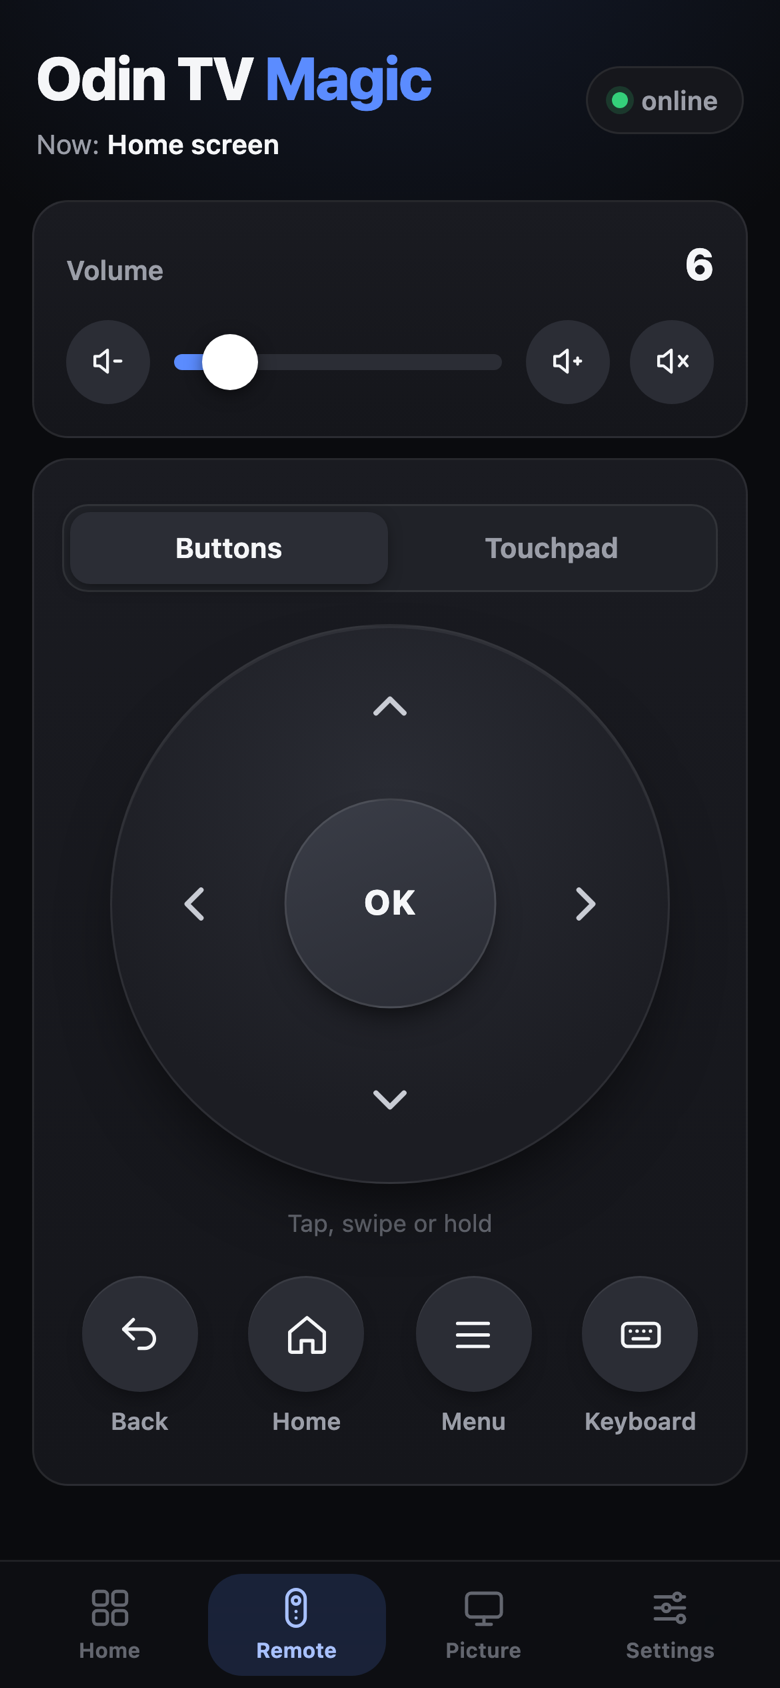 Odin TV Magic
online
Now: Home screen
Volume
6
Buttons
Touchpad
OK
Tap, swipe or hold
Back
Home
Menu
Keyboard
Home
Remote
Picture
Settings